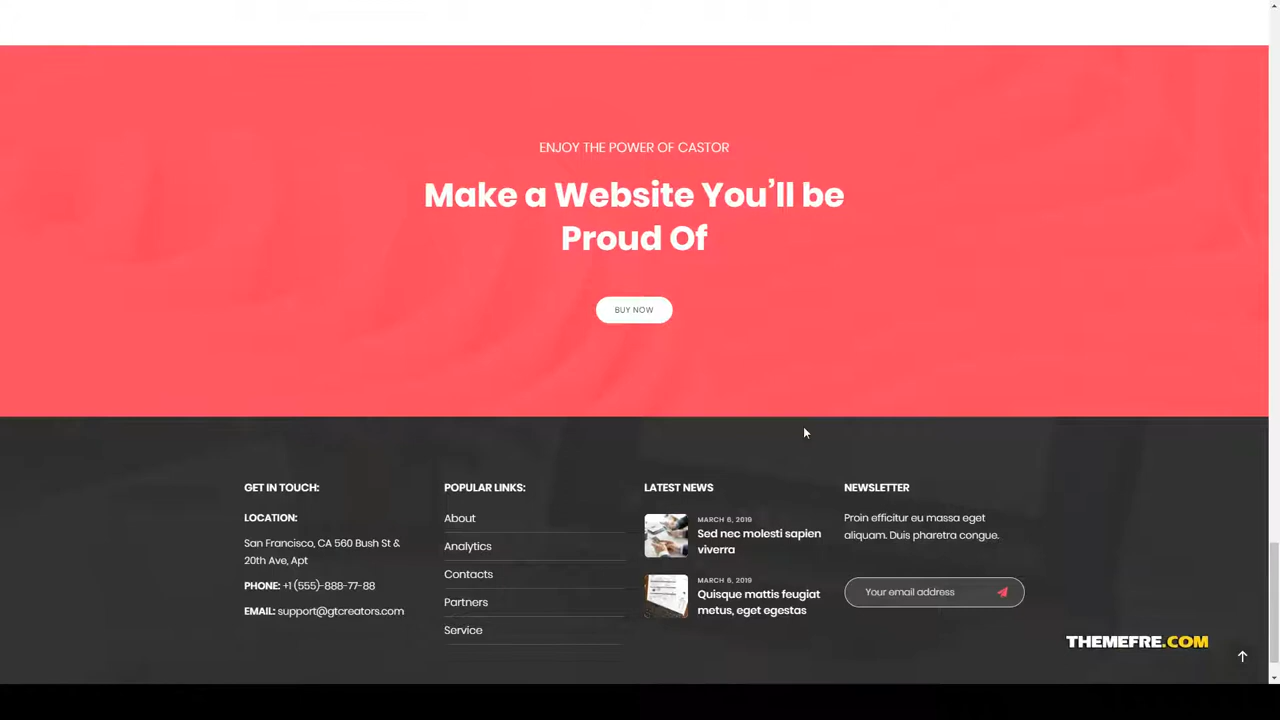 ENJOY THE POWER OF CASTOR
Make a Website You'll be
Proud Of
BUY NOW
GET IN TOUCH:
LOCATION:
San Francisco, CA 560 Bush St &
20th Ave, Apt
PHONE: +1 (555)-888-77-88
EMAIL: support@gtcreators.com
POPULAR LINKS:
About
Analytics
Contacts
Partners
Service
LATEST NEWS
MARCH 6, 2019
Sed nec molesti sapien
viverra
MARCH 6, 2019
Quisque mattis feugiat
metus, eget egestas
NEWSLETTER
Proin efficitur eu massa eget
aliquam. Duis pharetra congue.
Your email address
THEMEFRE.COM